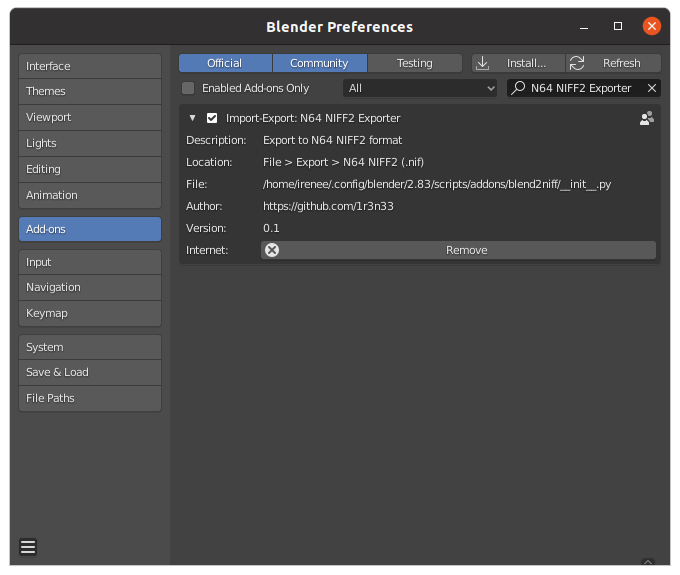 Blender Preferences
Interface
Themes
Viewport
Lights
Editing
Animation
Add-ons
Input
Navigation
Keymap
System
Save & Load
File Paths
Official Community Testing Install... Refresh
Enabled Add-ons Only All N64 NIFF2 Exporter
Import-Export: N64 NIFF2 Exporter
Description: Export to N64 NIFF2 format
Location: File > Export > N64 NIFF2 (.nif)
File: /home/irenee/.config/blender/2.83/scripts/addons/blend2niff/__init__.py
Author: https://github.com/1r3n33
Version: 0.1
Internet: Remove